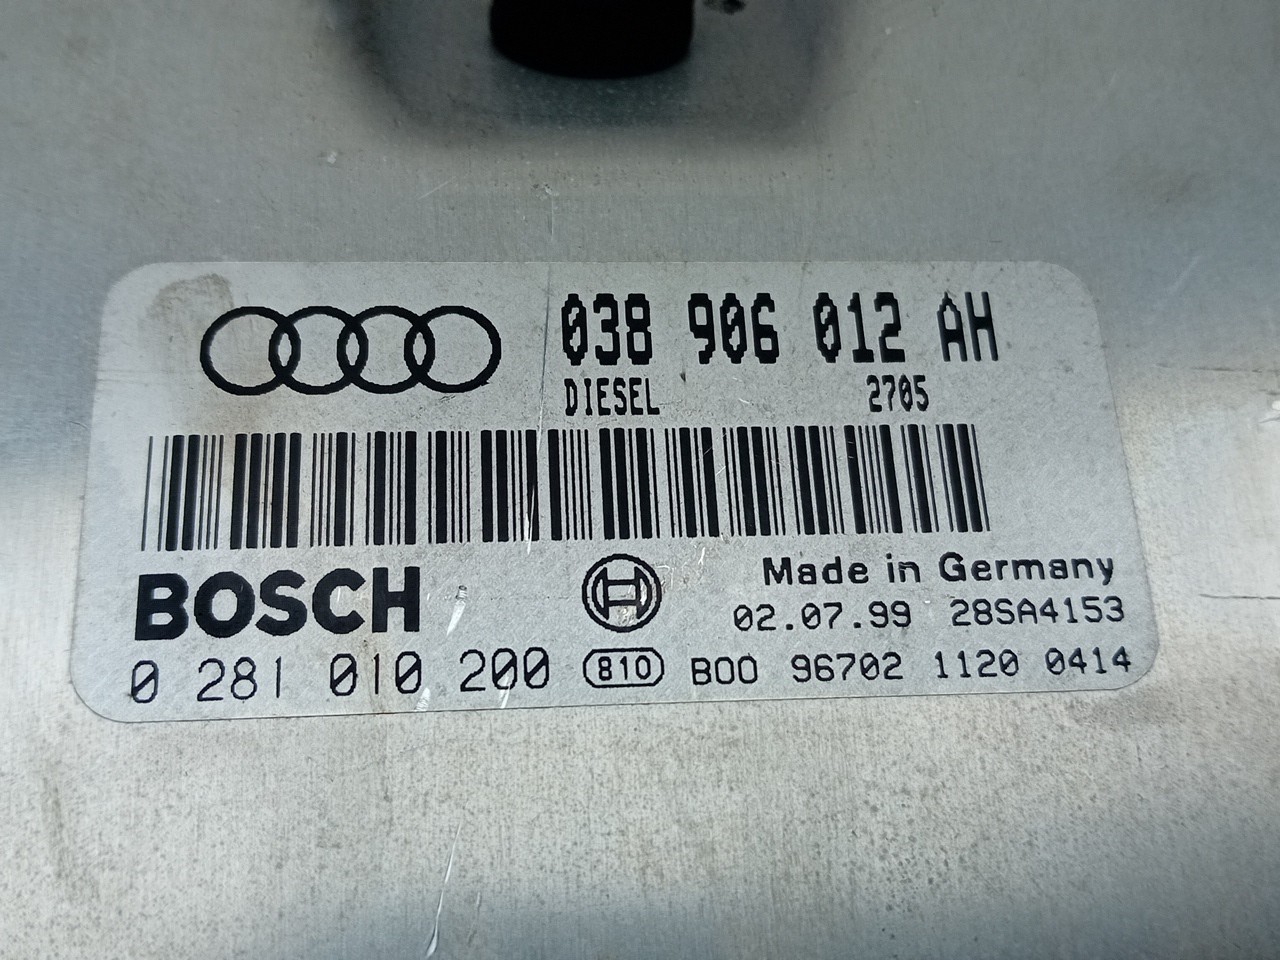 038 906 012 AH
DIESEL 2705
BOSCH
Made in Germany
02.07.99 28SA4153
0 281 010 200 810 B00 96702 1120 0414